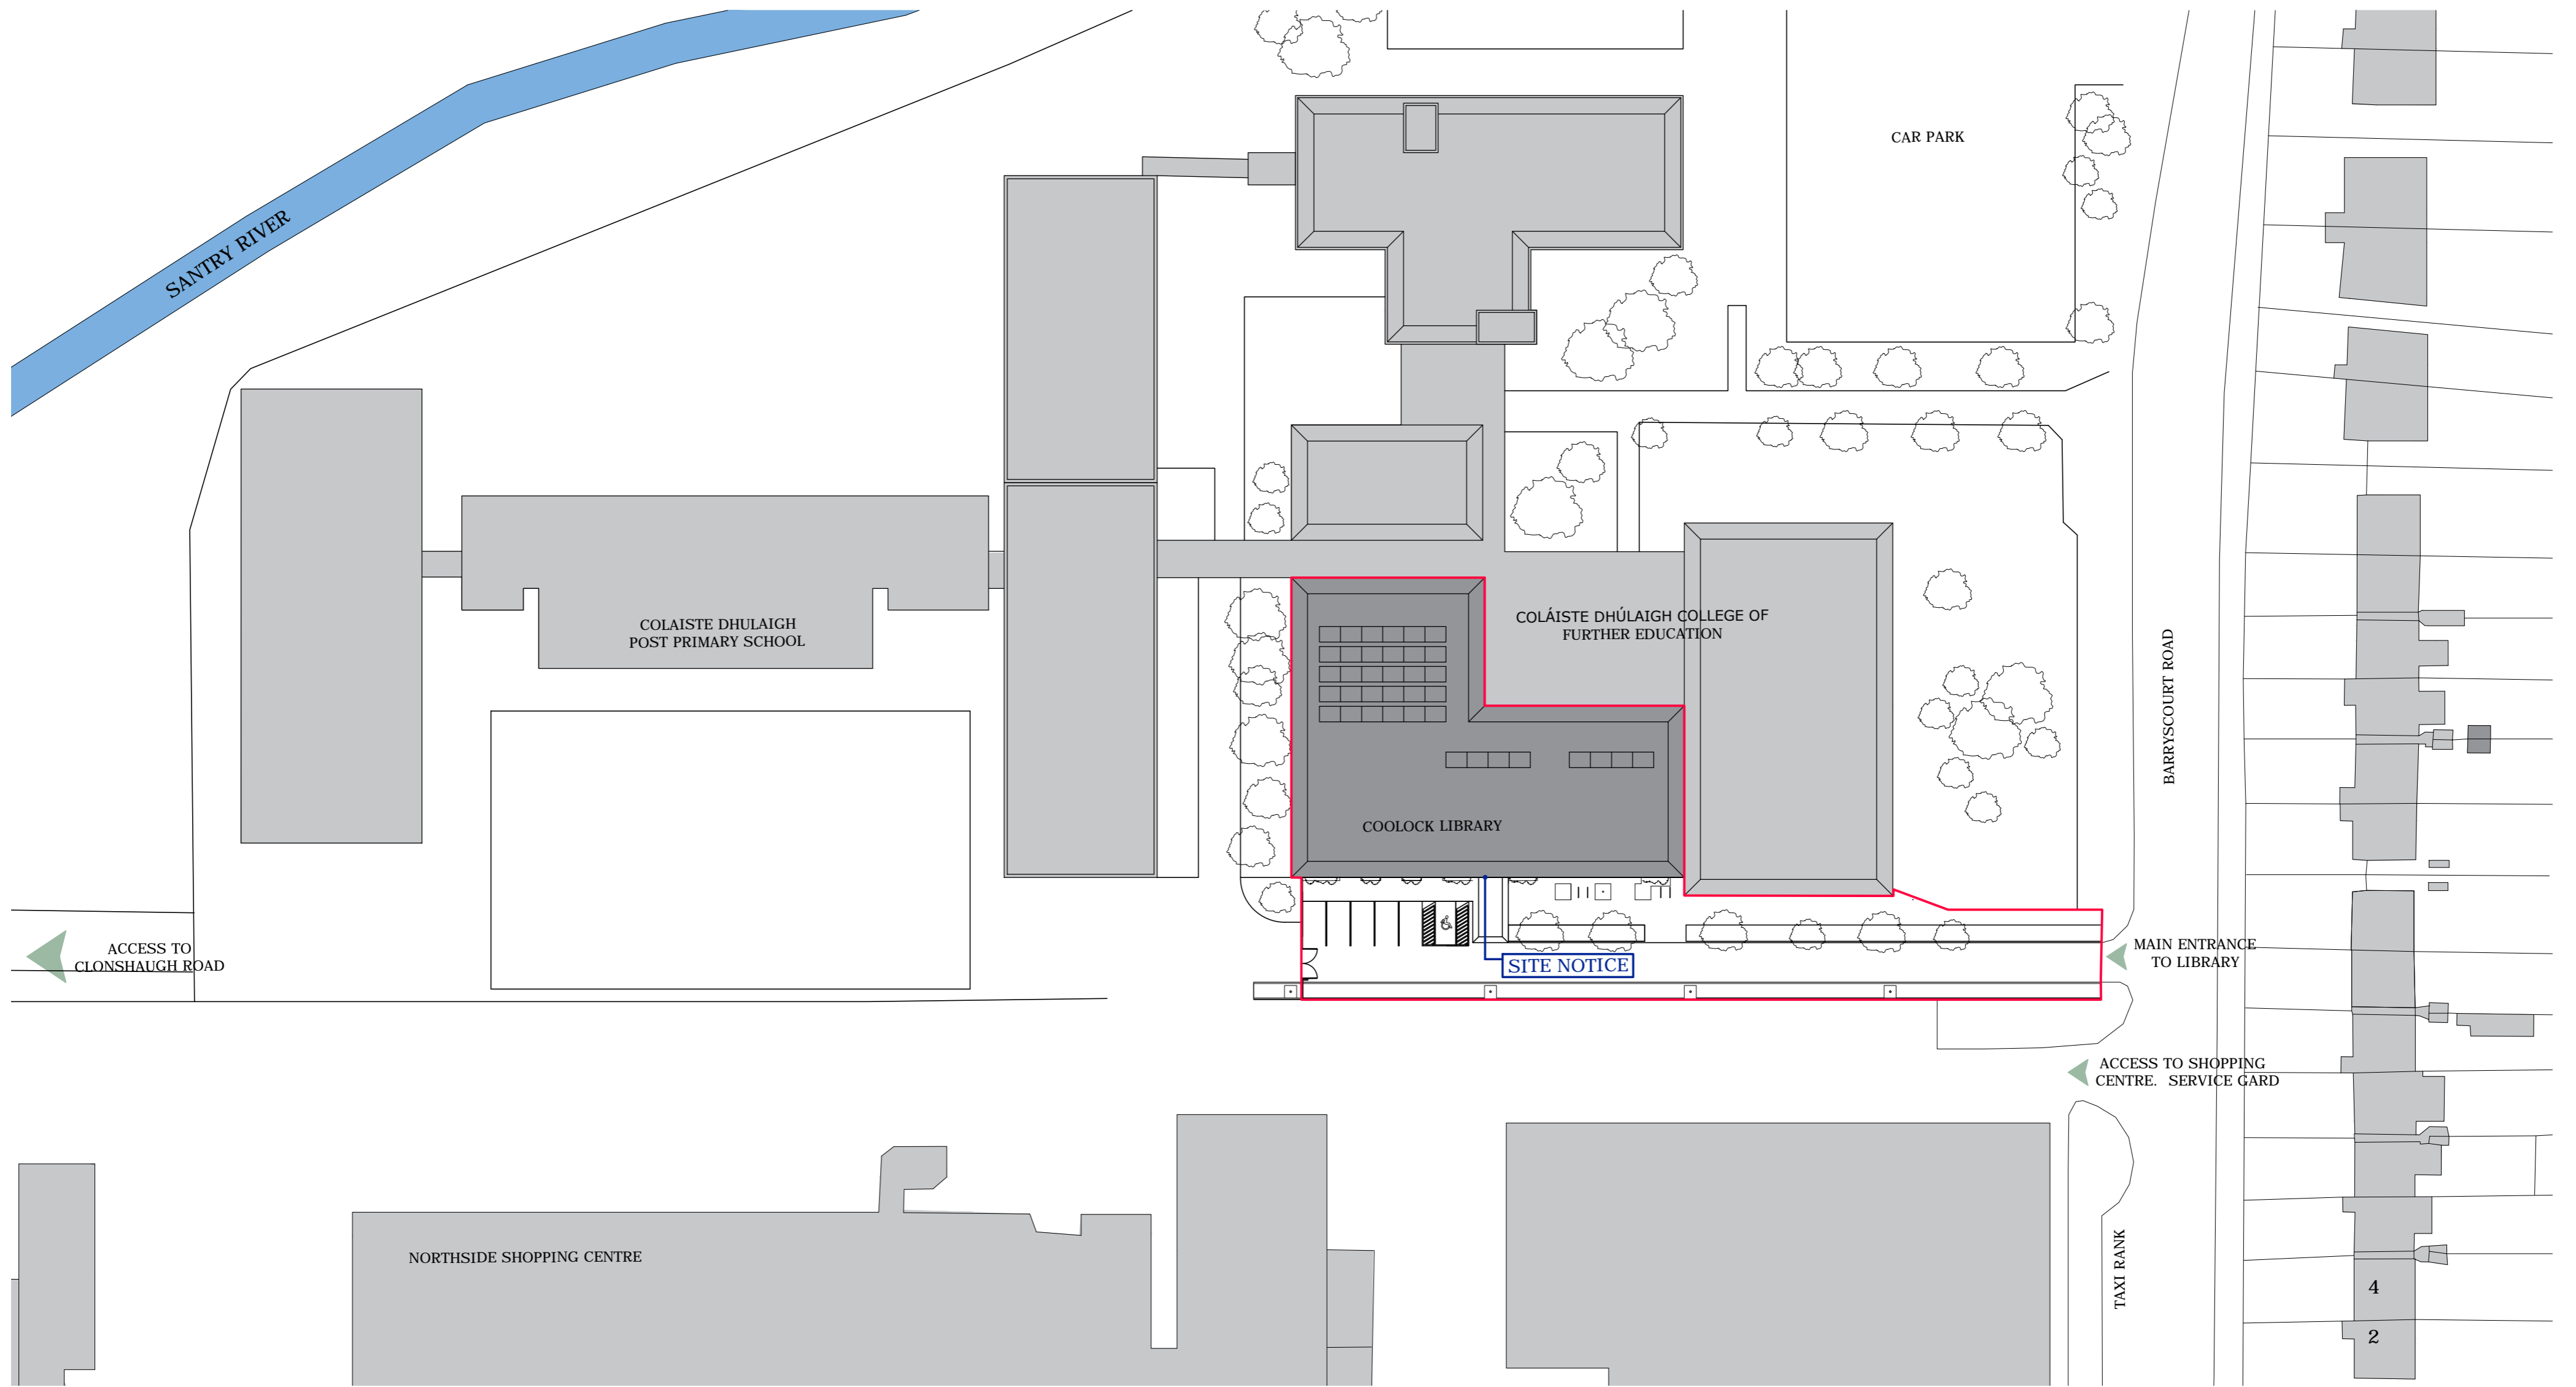 CAR PARK
SANTRY RIVER
COLAISTE DHULAIGH
POST PRIMARY SCHOOL
COLÁISTE DHÚLAIGH COLLEGE OF
FURTHER EDUCATION
BARRYSCOURT ROAD
COOLOCK LIBRARY
ACCESS TO
CLONSHAUGH ROAD
SITE NOTICE
MAIN ENTRANCE
TO LIBRARY
ACCESS TO SHOPPING
CENTRE. SERVICE GARD
NORTHSIDE SHOPPING CENTRE
TAXI RANK
4
2